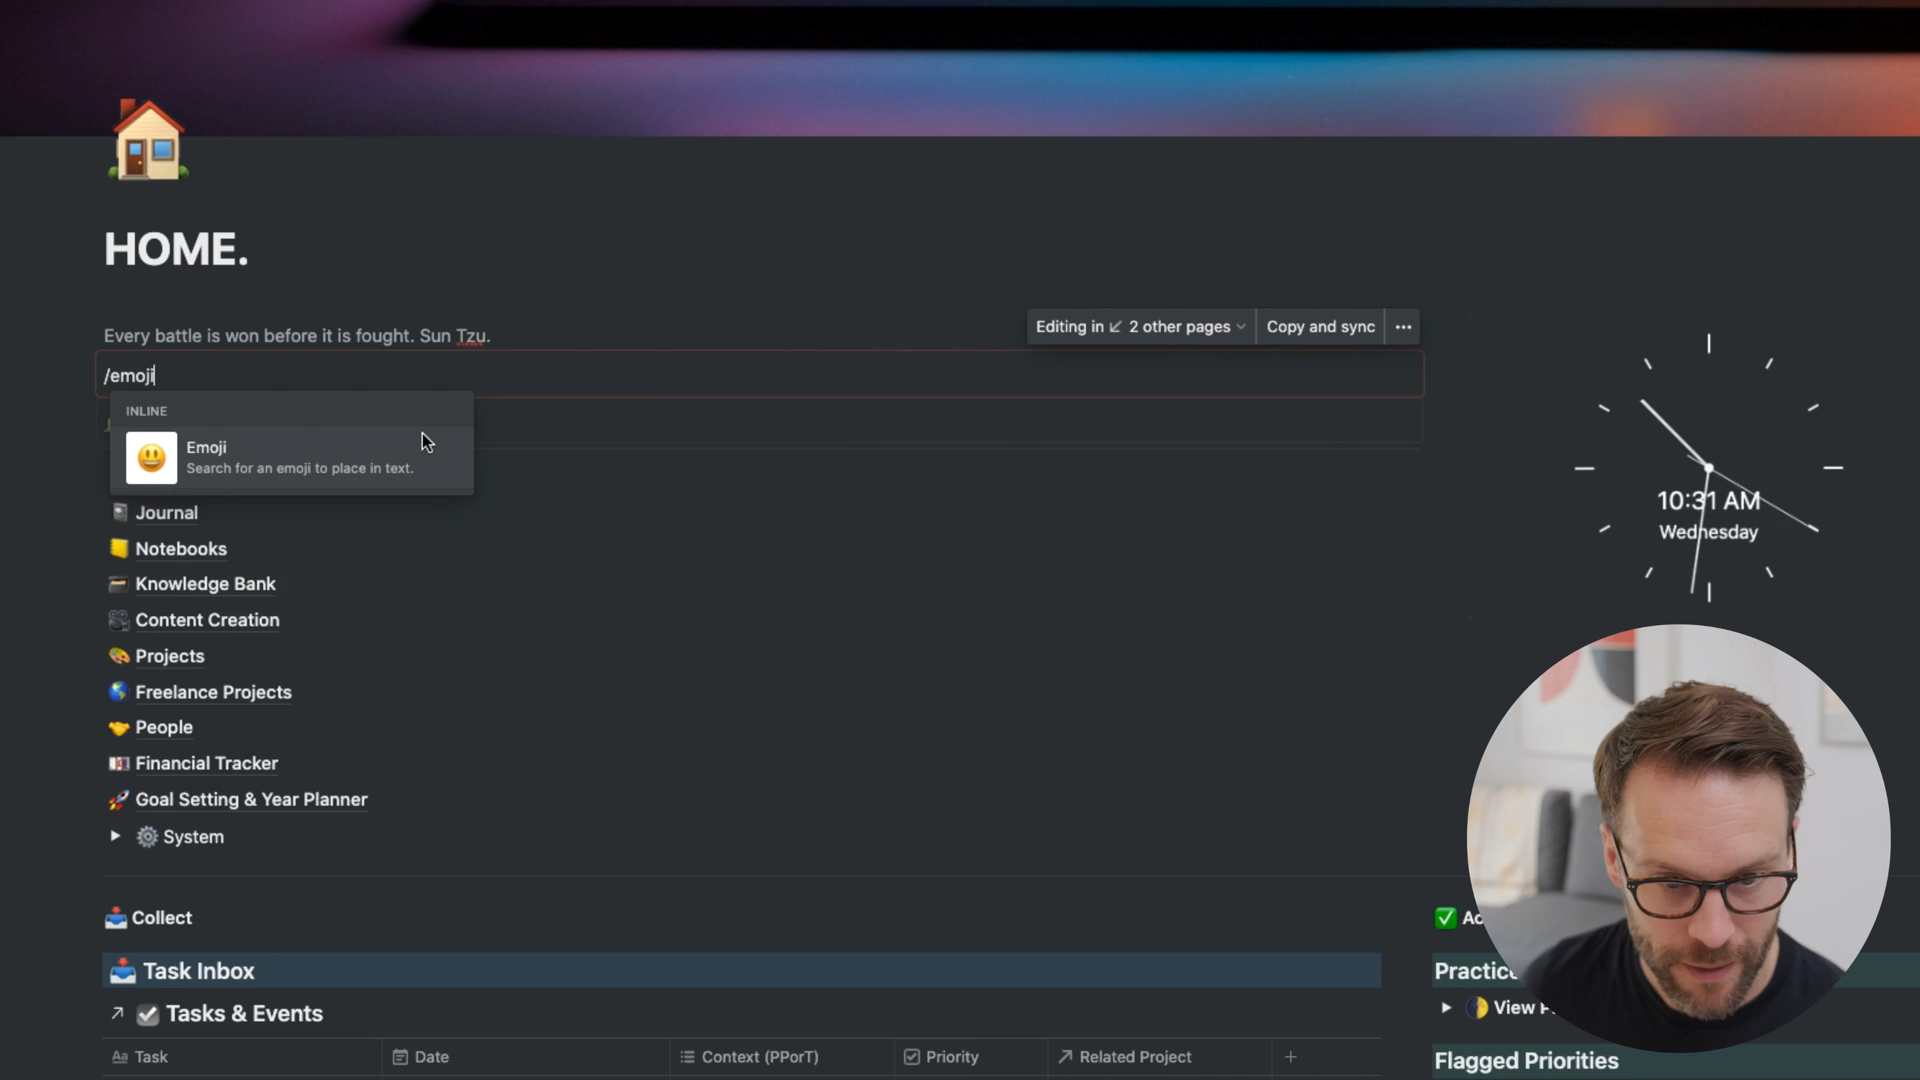 HOME.
Every battle is won before it is fought. Sun Tzu.
Editing in ↙ 2 other pages
Copy and sync
/emoji
INLINE
Emoji
Search for an emoji to place in text.
Journal
Notebooks
Knowledge Bank
Content Creation
Projects
Freelance Projects
People
Financial Tracker
Goal Setting & Year Planner
System
10:31 AM
Wednesday
Collect
Task Inbox
↗ Tasks & Events
Aa Task
Date
Context (PPorT)
Priority
↗ Related Project
+
View
Flagged Priorities